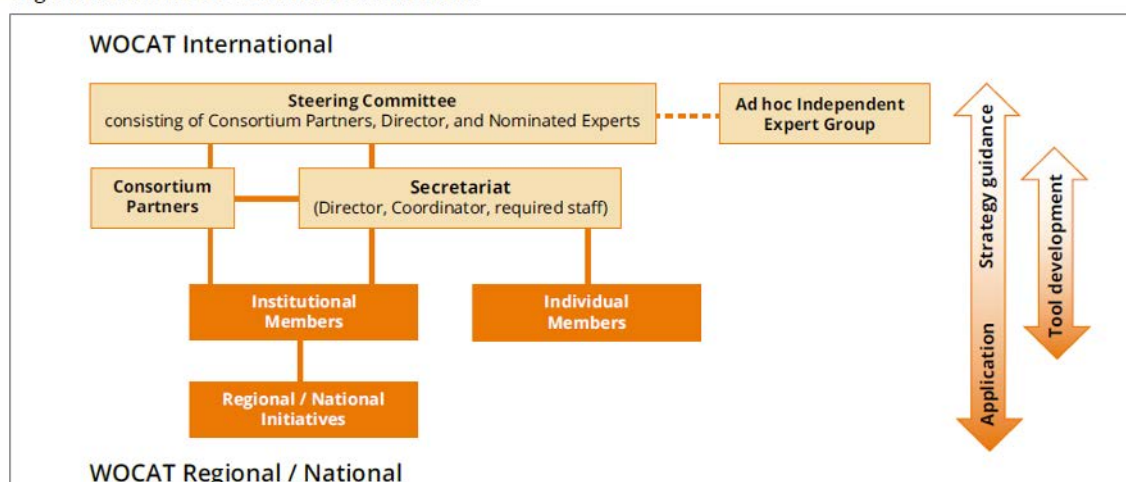 WOCAT International
Steering Committee
consisting of Consortium Partners, Director, and Nominated Experts
Ad hoc Independent
Expert Group
Consortium
Partners
Secretariat
(Director, Coordinator, required staff)
Institutional
Members
Individual
Members
Regional / National
Initiatives
Strategy guidance
Application
Tool development
WOCAT Regional / National